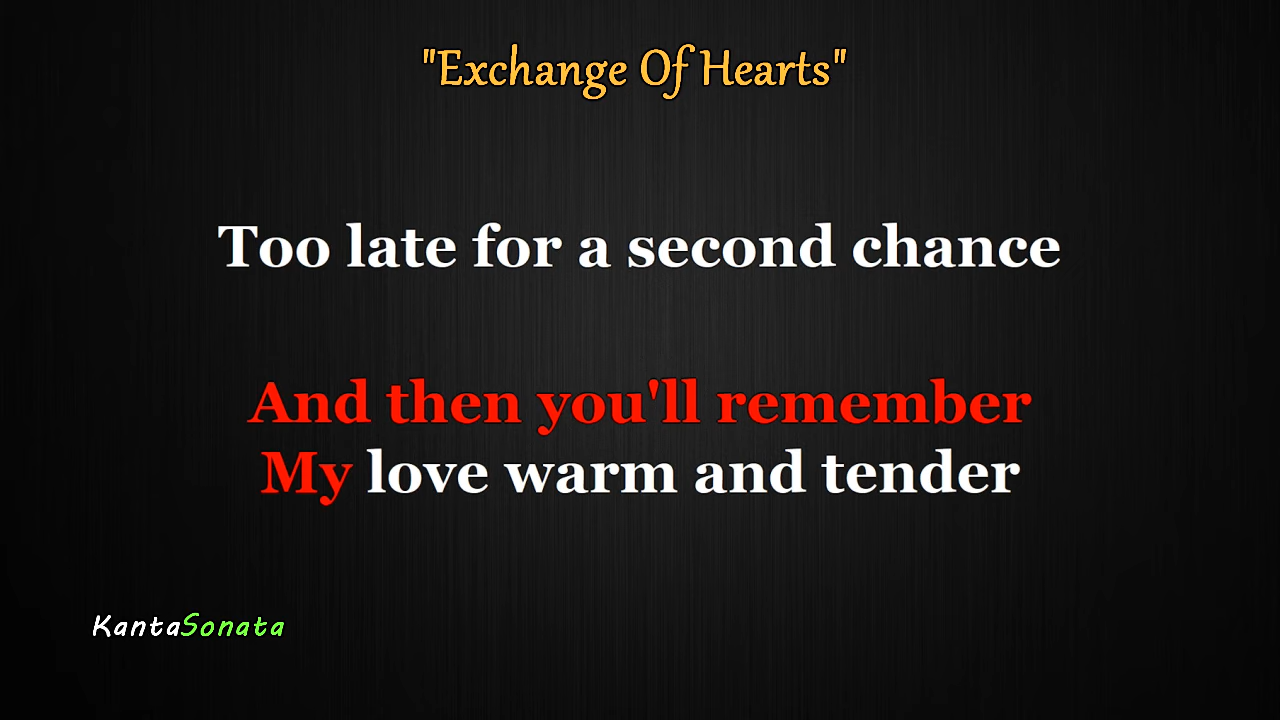 "Exchange Of Hearts"
Too late for a second chance
And then you'll remember
My love warm and tender
KantaSonata